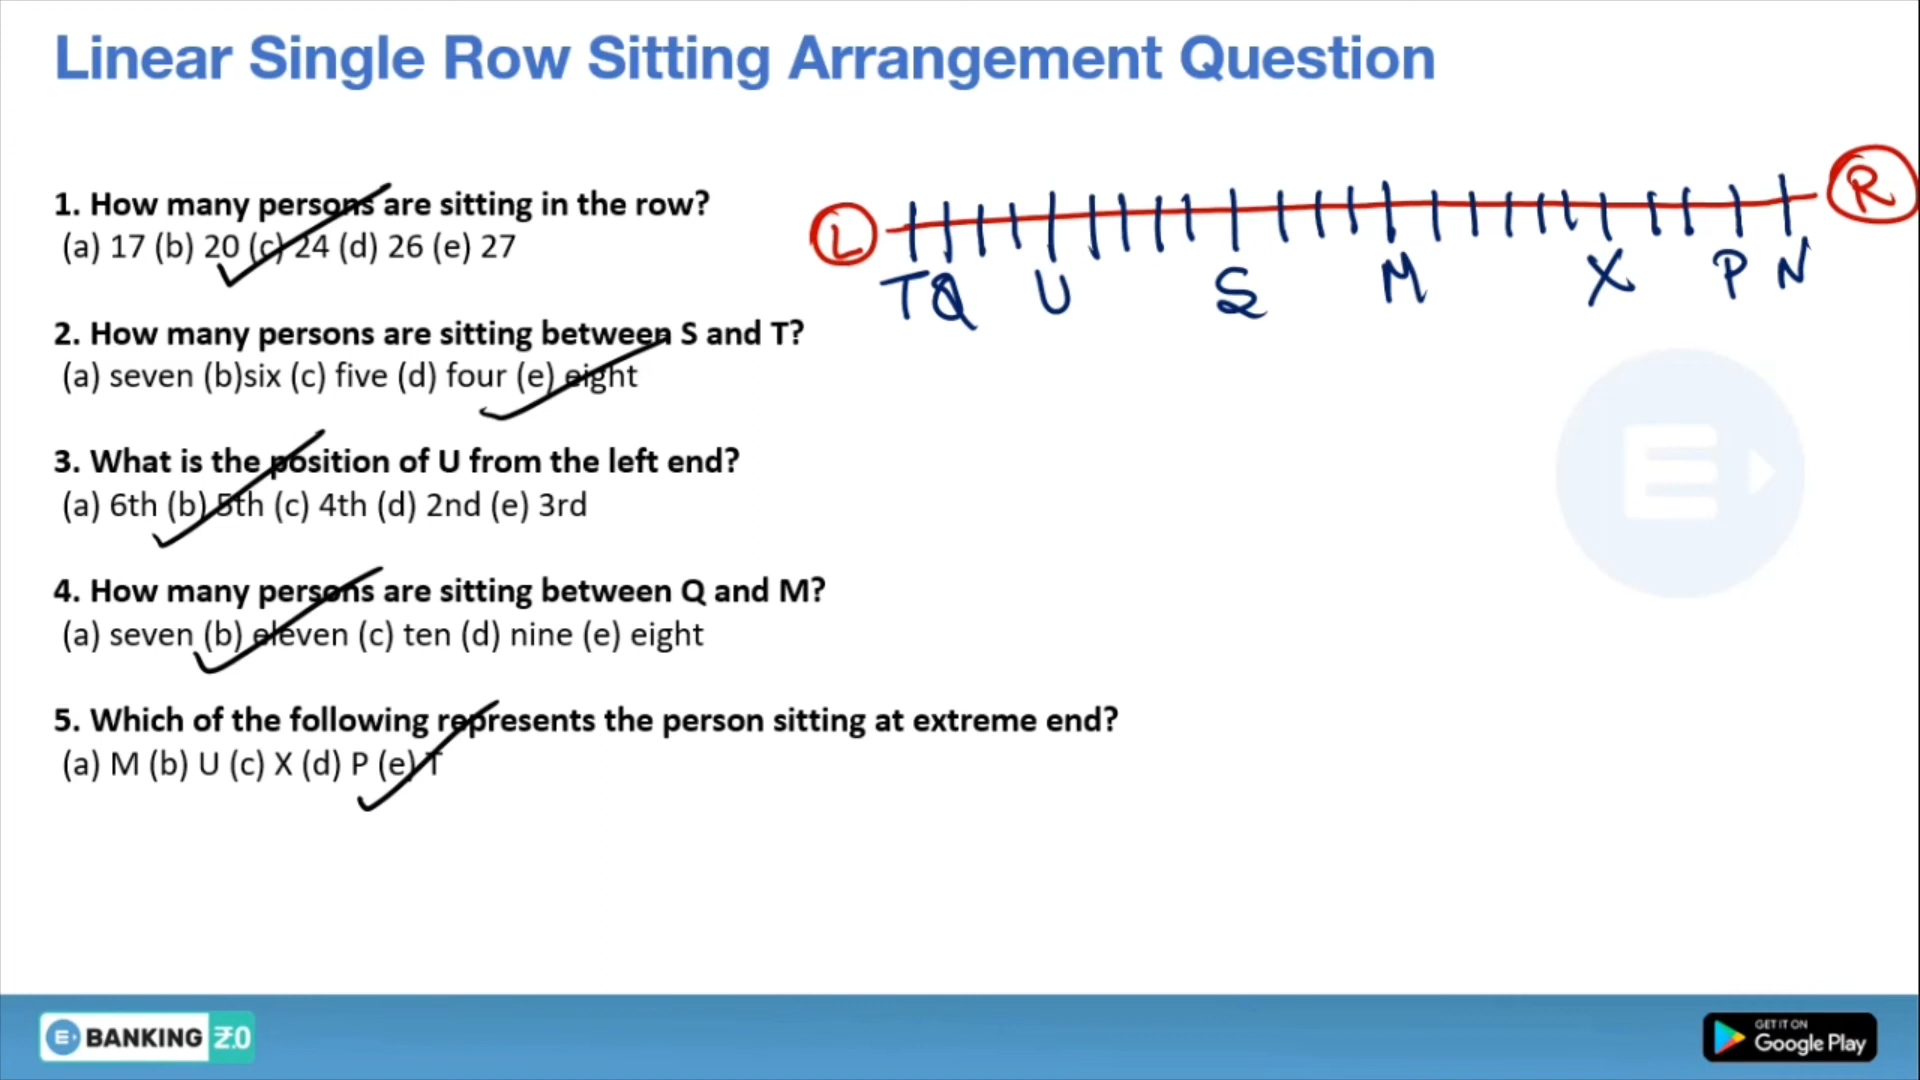 Linear Single Row Sitting Arrangement Question
1. How many persons are sitting in the row?
(a) 17 (b) 20 (c) 24 (d) 26 (e) 27
L
R
T Q U S M X P N
2. How many persons are sitting between S and T?
(a) seven (b)six (c) five (d) four (e) eight
3. What is the position of U from the left end?
(a) 6th (b) 5th (c) 4th (d) 2nd (e) 3rd
4. How many persons are sitting between Q and M?
(a) seven (b) eleven (c) ten (d) nine (e) eight
5. Which of the following represents the person sitting at extreme end?
(a) M (b) U (c) X (d) P (e) T
E
E BANKING 2.0
GET IT ON
Google Play